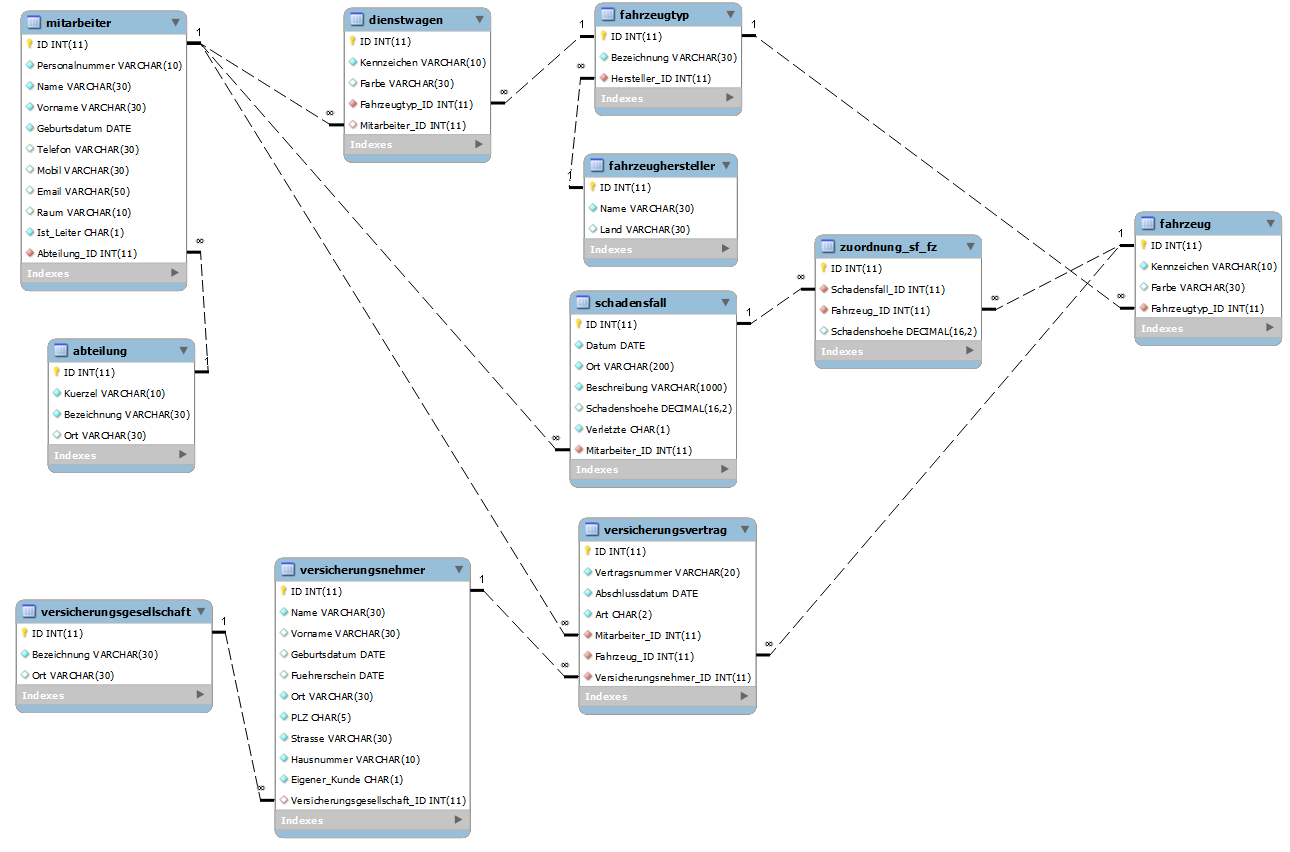 mitarbeiter
ID INT(11)
Personalnummer VARCHAR(10)
Name VARCHAR(30)
Vorname VARCHAR(30)
Geburtsdatum DATE
Telefon VARCHAR(30)
Mobil VARCHAR(30)
Email VARCHAR(50)
Raum VARCHAR(10)
Ist_Leiter CHAR(1)
Abteilung_ID INT(11)
Indexes
1
∞
abteilung
ID INT(11)
Kuerzel VARCHAR(10)
Bezeichnung VARCHAR(30)
Ort VARCHAR(30)
Indexes
1
dienstwagen
ID INT(11)
Kennzeichen VARCHAR(10)
Farbe VARCHAR(30)
Fahrzeugtyp_ID INT(11)
Mitarbeiter_ID INT(11)
Indexes
∞
∞
fahrzeugtyp
ID INT(11)
Bezeichnung VARCHAR(30)
Hersteller_ID INT(11)
Indexes
1
∞
1
fahrzeughersteller
ID INT(11)
Name VARCHAR(30)
Land VARCHAR(30)
Indexes
1
fahrzeug
ID INT(11)
Kennzeichen VARCHAR(10)
Farbe VARCHAR(30)
Fahrzeugtyp_ID INT(11)
Indexes
1
∞
zuordnung_sf_fz
ID INT(11)
Schadensfall_ID INT(11)
Fahrzeug_ID INT(11)
Schadenshoehe DECIMAL(16,2)
Indexes
∞
∞
schadensfall
ID INT(11)
Datum DATE
Ort VARCHAR(200)
Beschreibung VARCHAR(1000)
Schadenshoehe DECIMAL(16,2)
Verletzte CHAR(1)
Mitarbeiter_ID INT(11)
Indexes
1
∞
versicherungsvertrag
ID INT(11)
Vertragsnummer VARCHAR(20)
Abschlussdatum DATE
Art CHAR(2)
Mitarbeiter_ID INT(11)
Fahrzeug_ID INT(11)
Versicherungsnehmer_ID INT(11)
Indexes
∞
∞
∞
versicherungsnehmer
ID INT(11)
Name VARCHAR(30)
Vorname VARCHAR(30)
Geburtsdatum DATE
Fuehrerschein DATE
Ort VARCHAR(30)
PLZ CHAR(5)
Strasse VARCHAR(30)
Hausnummer VARCHAR(10)
Eigener_Kunde CHAR(1)
Versicherungsgesellschaft_ID INT(11)
Indexes
1
∞
versicherungsgesellschaft
ID INT(11)
Bezeichnung VARCHAR(30)
Ort VARCHAR(30)
Indexes
1